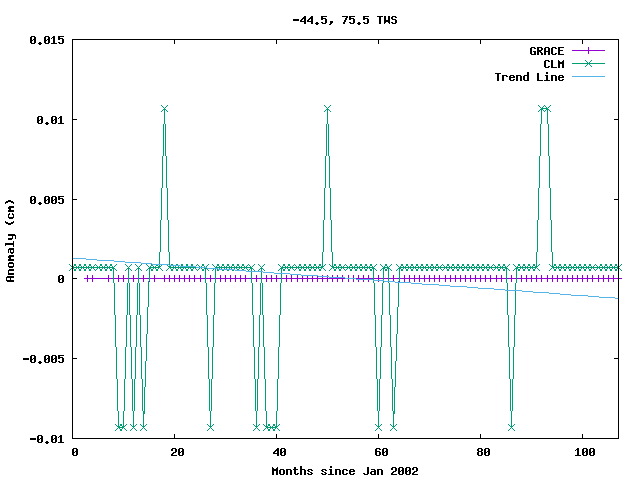 -44.5, 75.5 TWS
0.015
0.01
0.005
0
-0.005
-0.01
Anomaly (cm)
GRACE
CLM
Trend Line
0 20 40 60 80 100
Months since Jan 2002